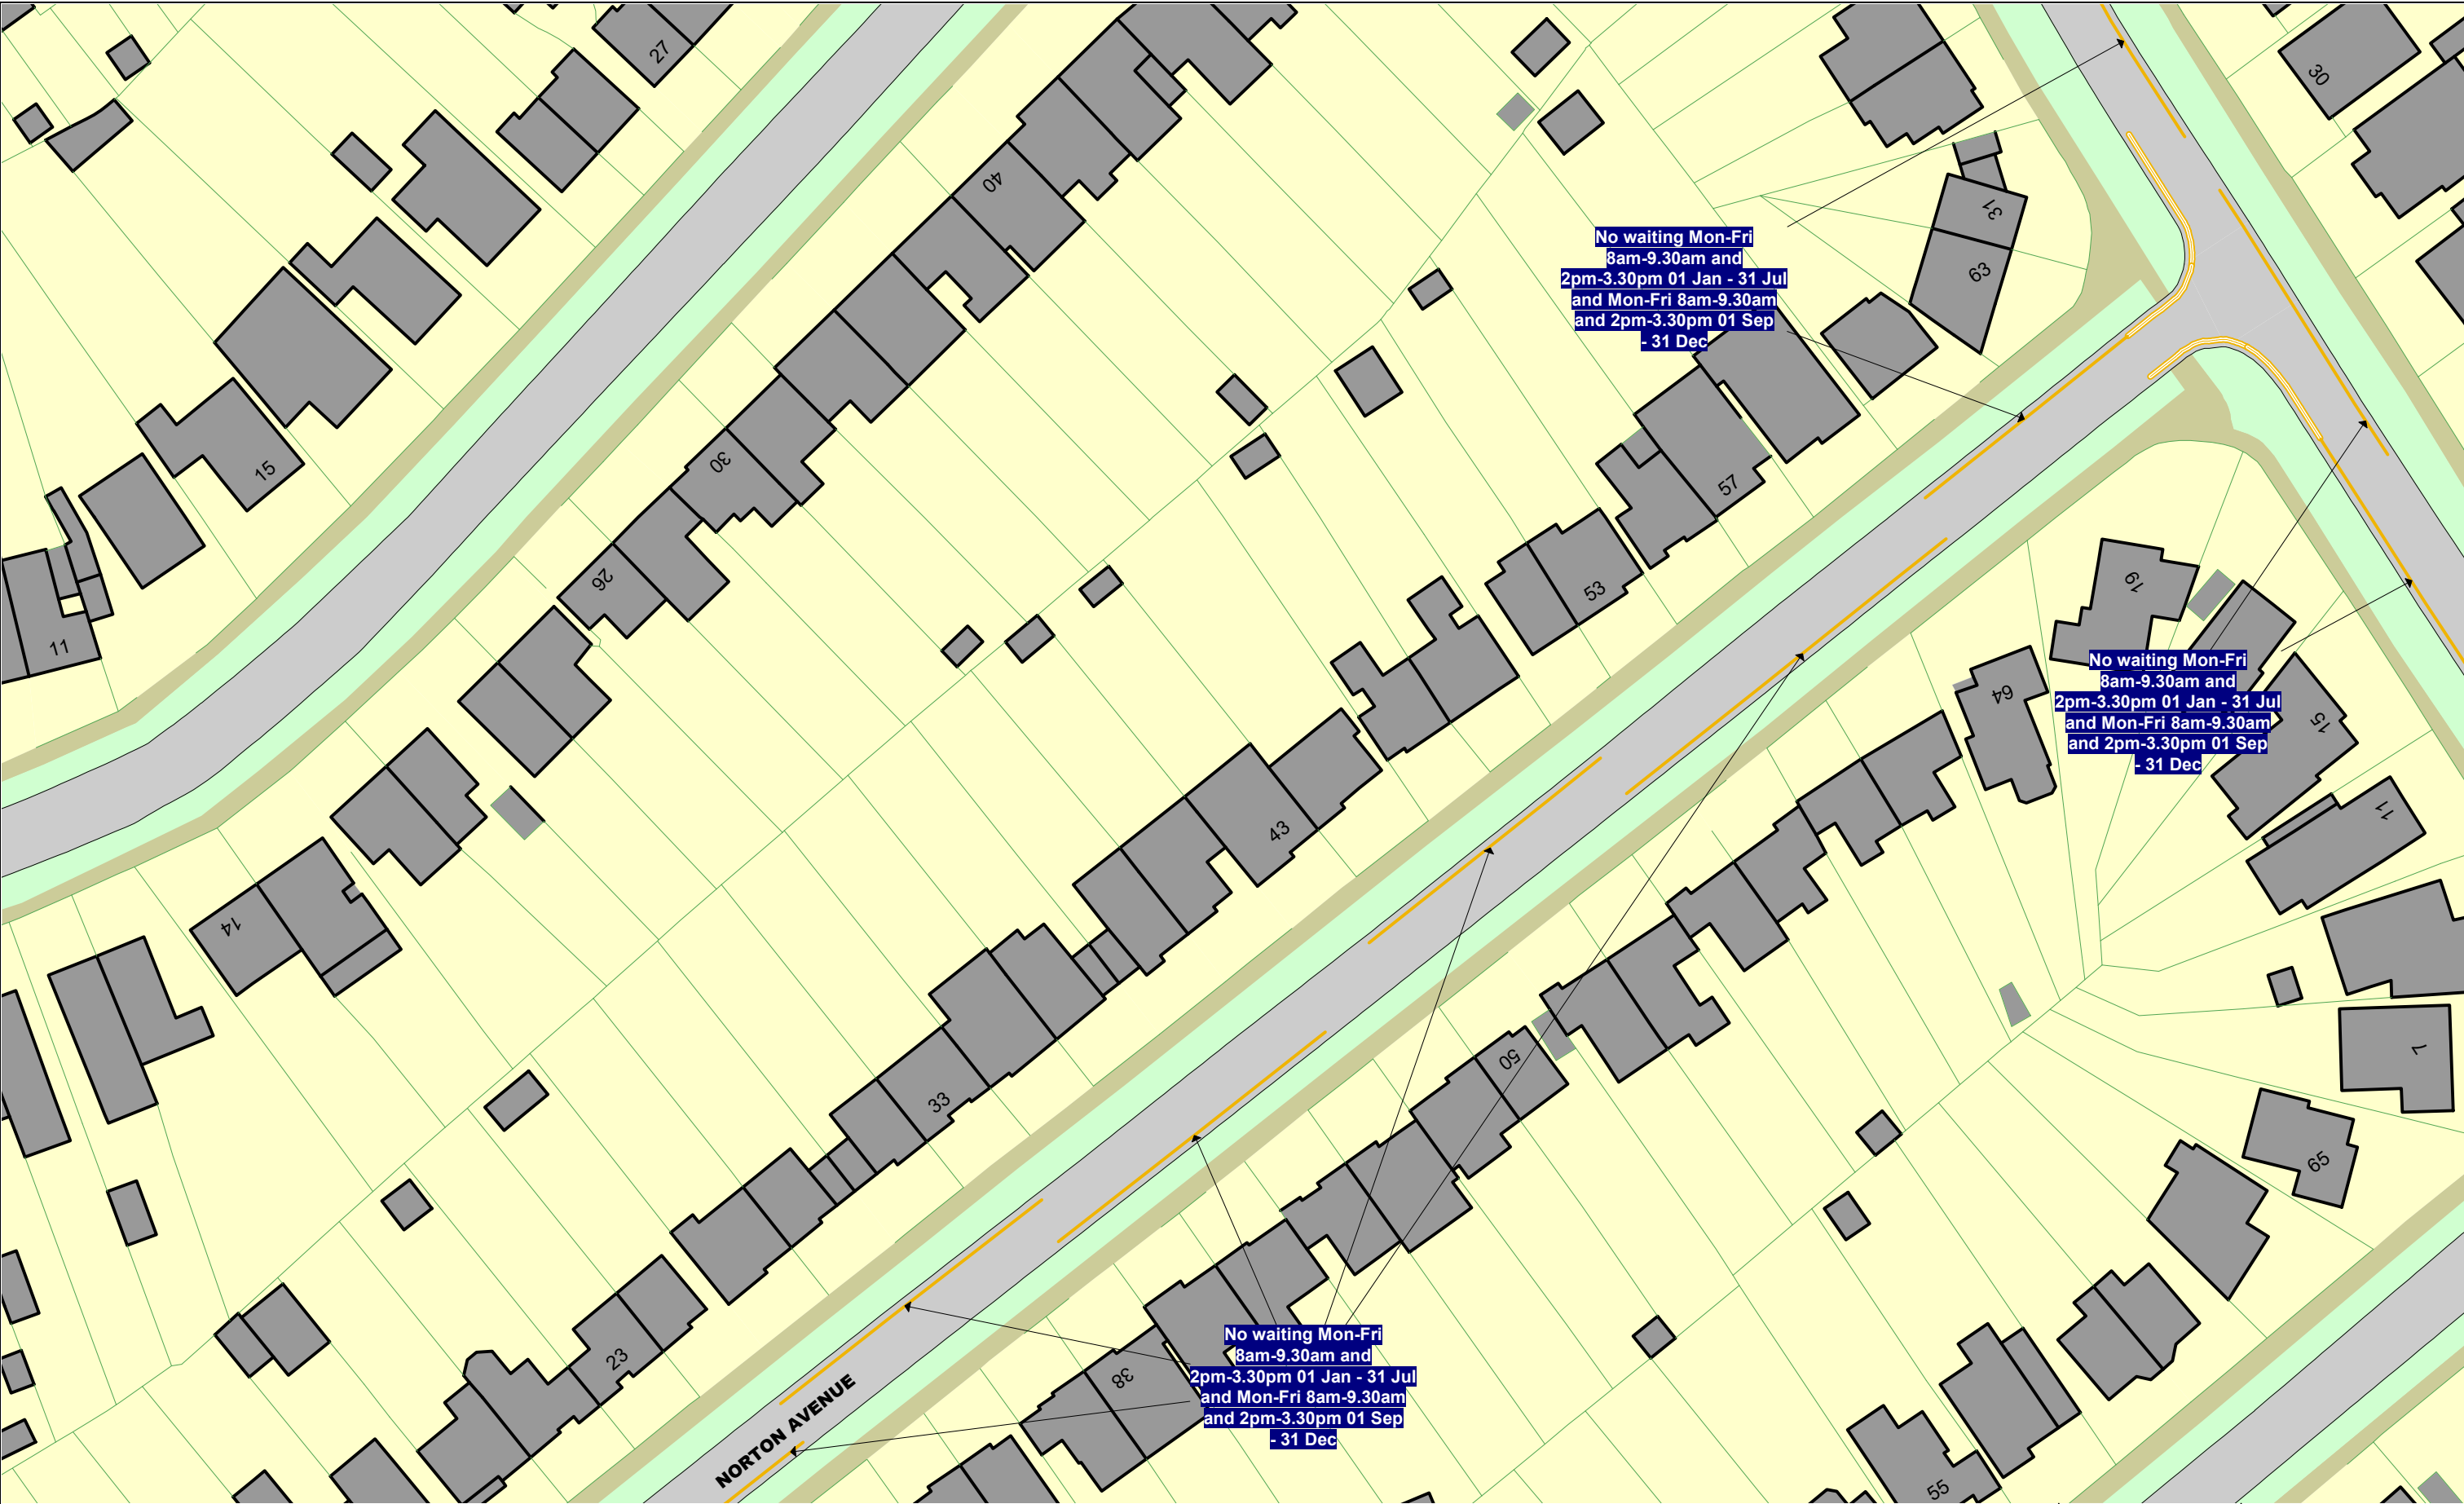 27
30
40
31
63
No waiting Mon-Fri
8am-9.30am and
2pm-3.30pm 01 Jan - 31 Jul
and Mon-Fri 8am-9.30am
and 2pm-3.30pm 01 Sep
- 31 Dec
15
30
57
26
53
19
11
64
No waiting Mon-Fri
8am-9.30am and
2pm-3.30pm 01 Jan - 31 Jul
and Mon-Fri 8am-9.30am
and 2pm-3.30pm 01 Sep
- 31 Dec
15
43
11
14
7
50
33
65
23
38
No waiting Mon-Fri
8am-9.30am and
2pm-3.30pm 01 Jan - 31 Jul
and Mon-Fri 8am-9.30am
and 2pm-3.30pm 01 Sep
- 31 Dec
NORTON AVENUE
55